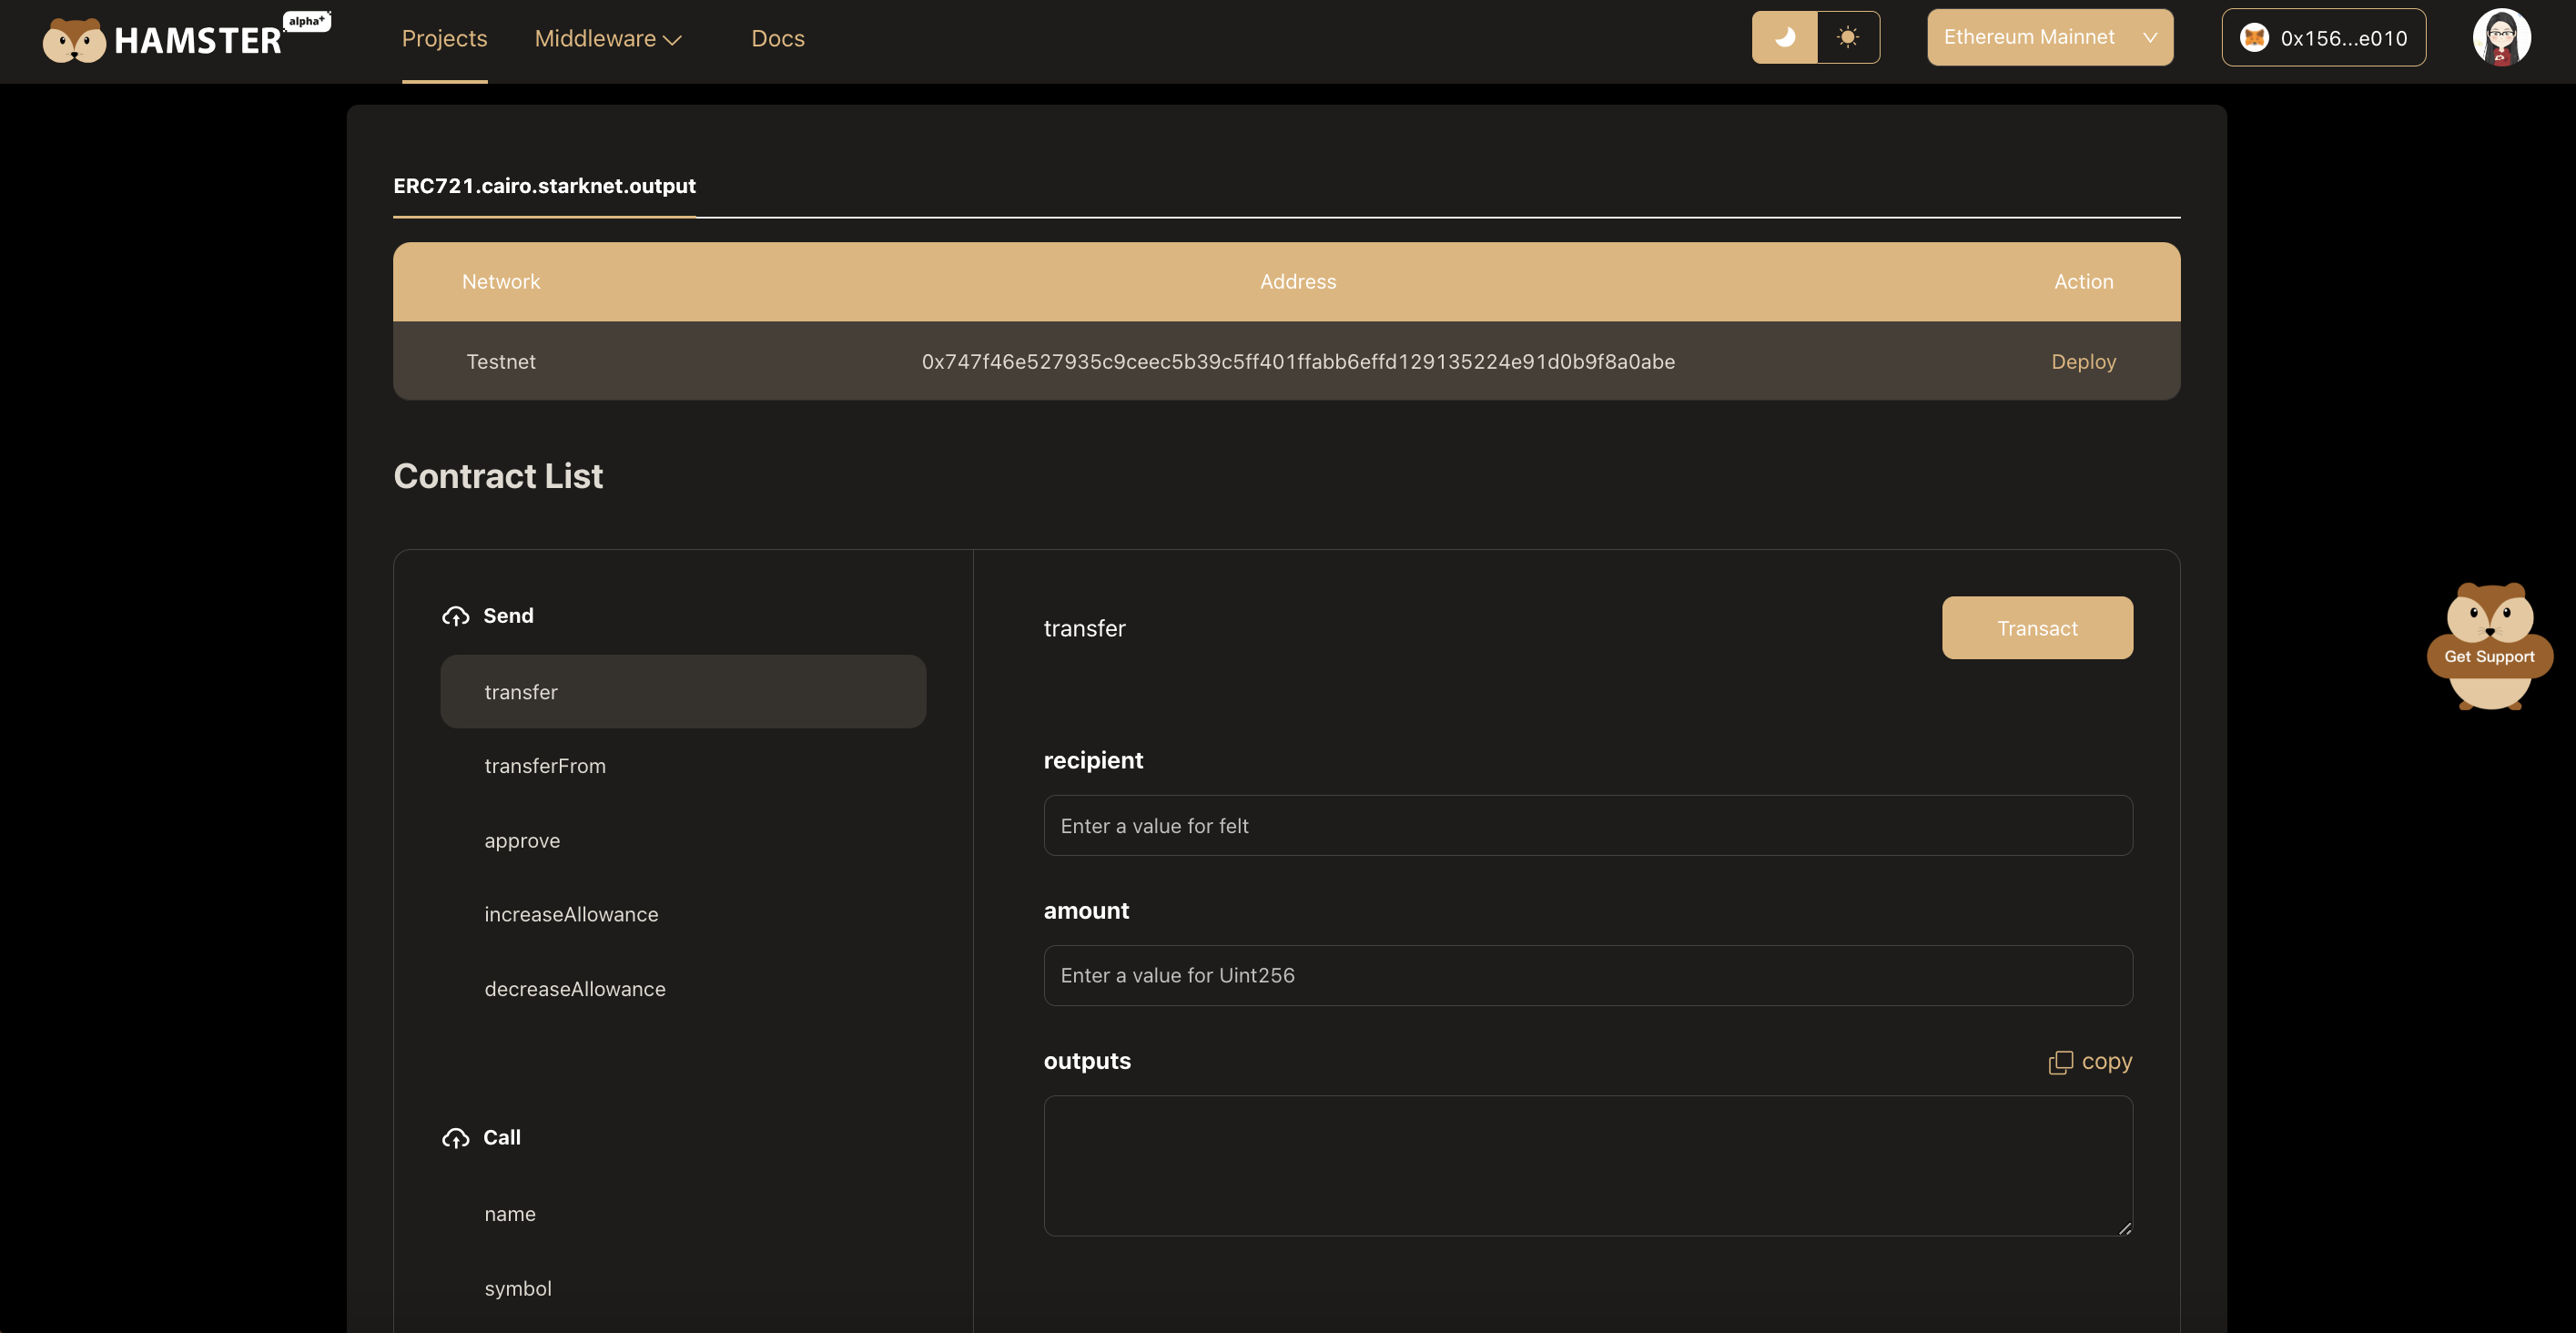 HAMSTER alpha+ Projects Middleware Docs Ethereum Mainnet 0x156...e010
ERC721.cairo.starknet.output
Network Address Action
Testnet 0x747f46e527935c9ceec5b39c5ff401ffabb6effd129135224e91d0b9f8a0abe Deploy
Contract List
Send
transfer
transferFrom
approve
increaseAllowance
decreaseAllowance
Call
name
symbol
transfer Transact
recipient
Enter a value for felt
amount
Enter a value for Uint256
outputs copy
Get Support